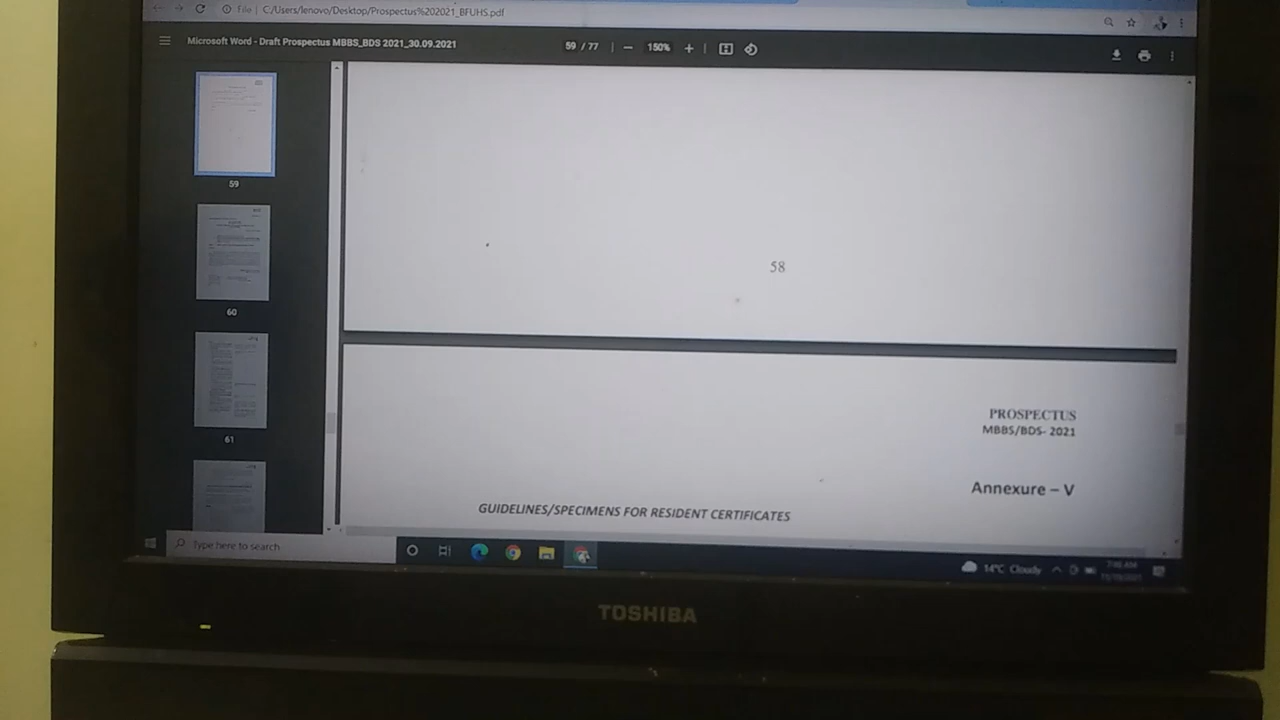 File | C:/Users/lenovo/Desktop/Prospectus%202021_BFUHS.pdf
Microsoft Word - Draft Prospectus MBBS_BDS 2021_30.09.2021
59 / 77
150%
59
60
61
58
PROSPECTUS
MBBS/BDS- 2021
Annexure – V
GUIDELINES/SPECIMENS FOR RESIDENT CERTIFICATES
Type here to search
14°C Cloudy
TOSHIBA